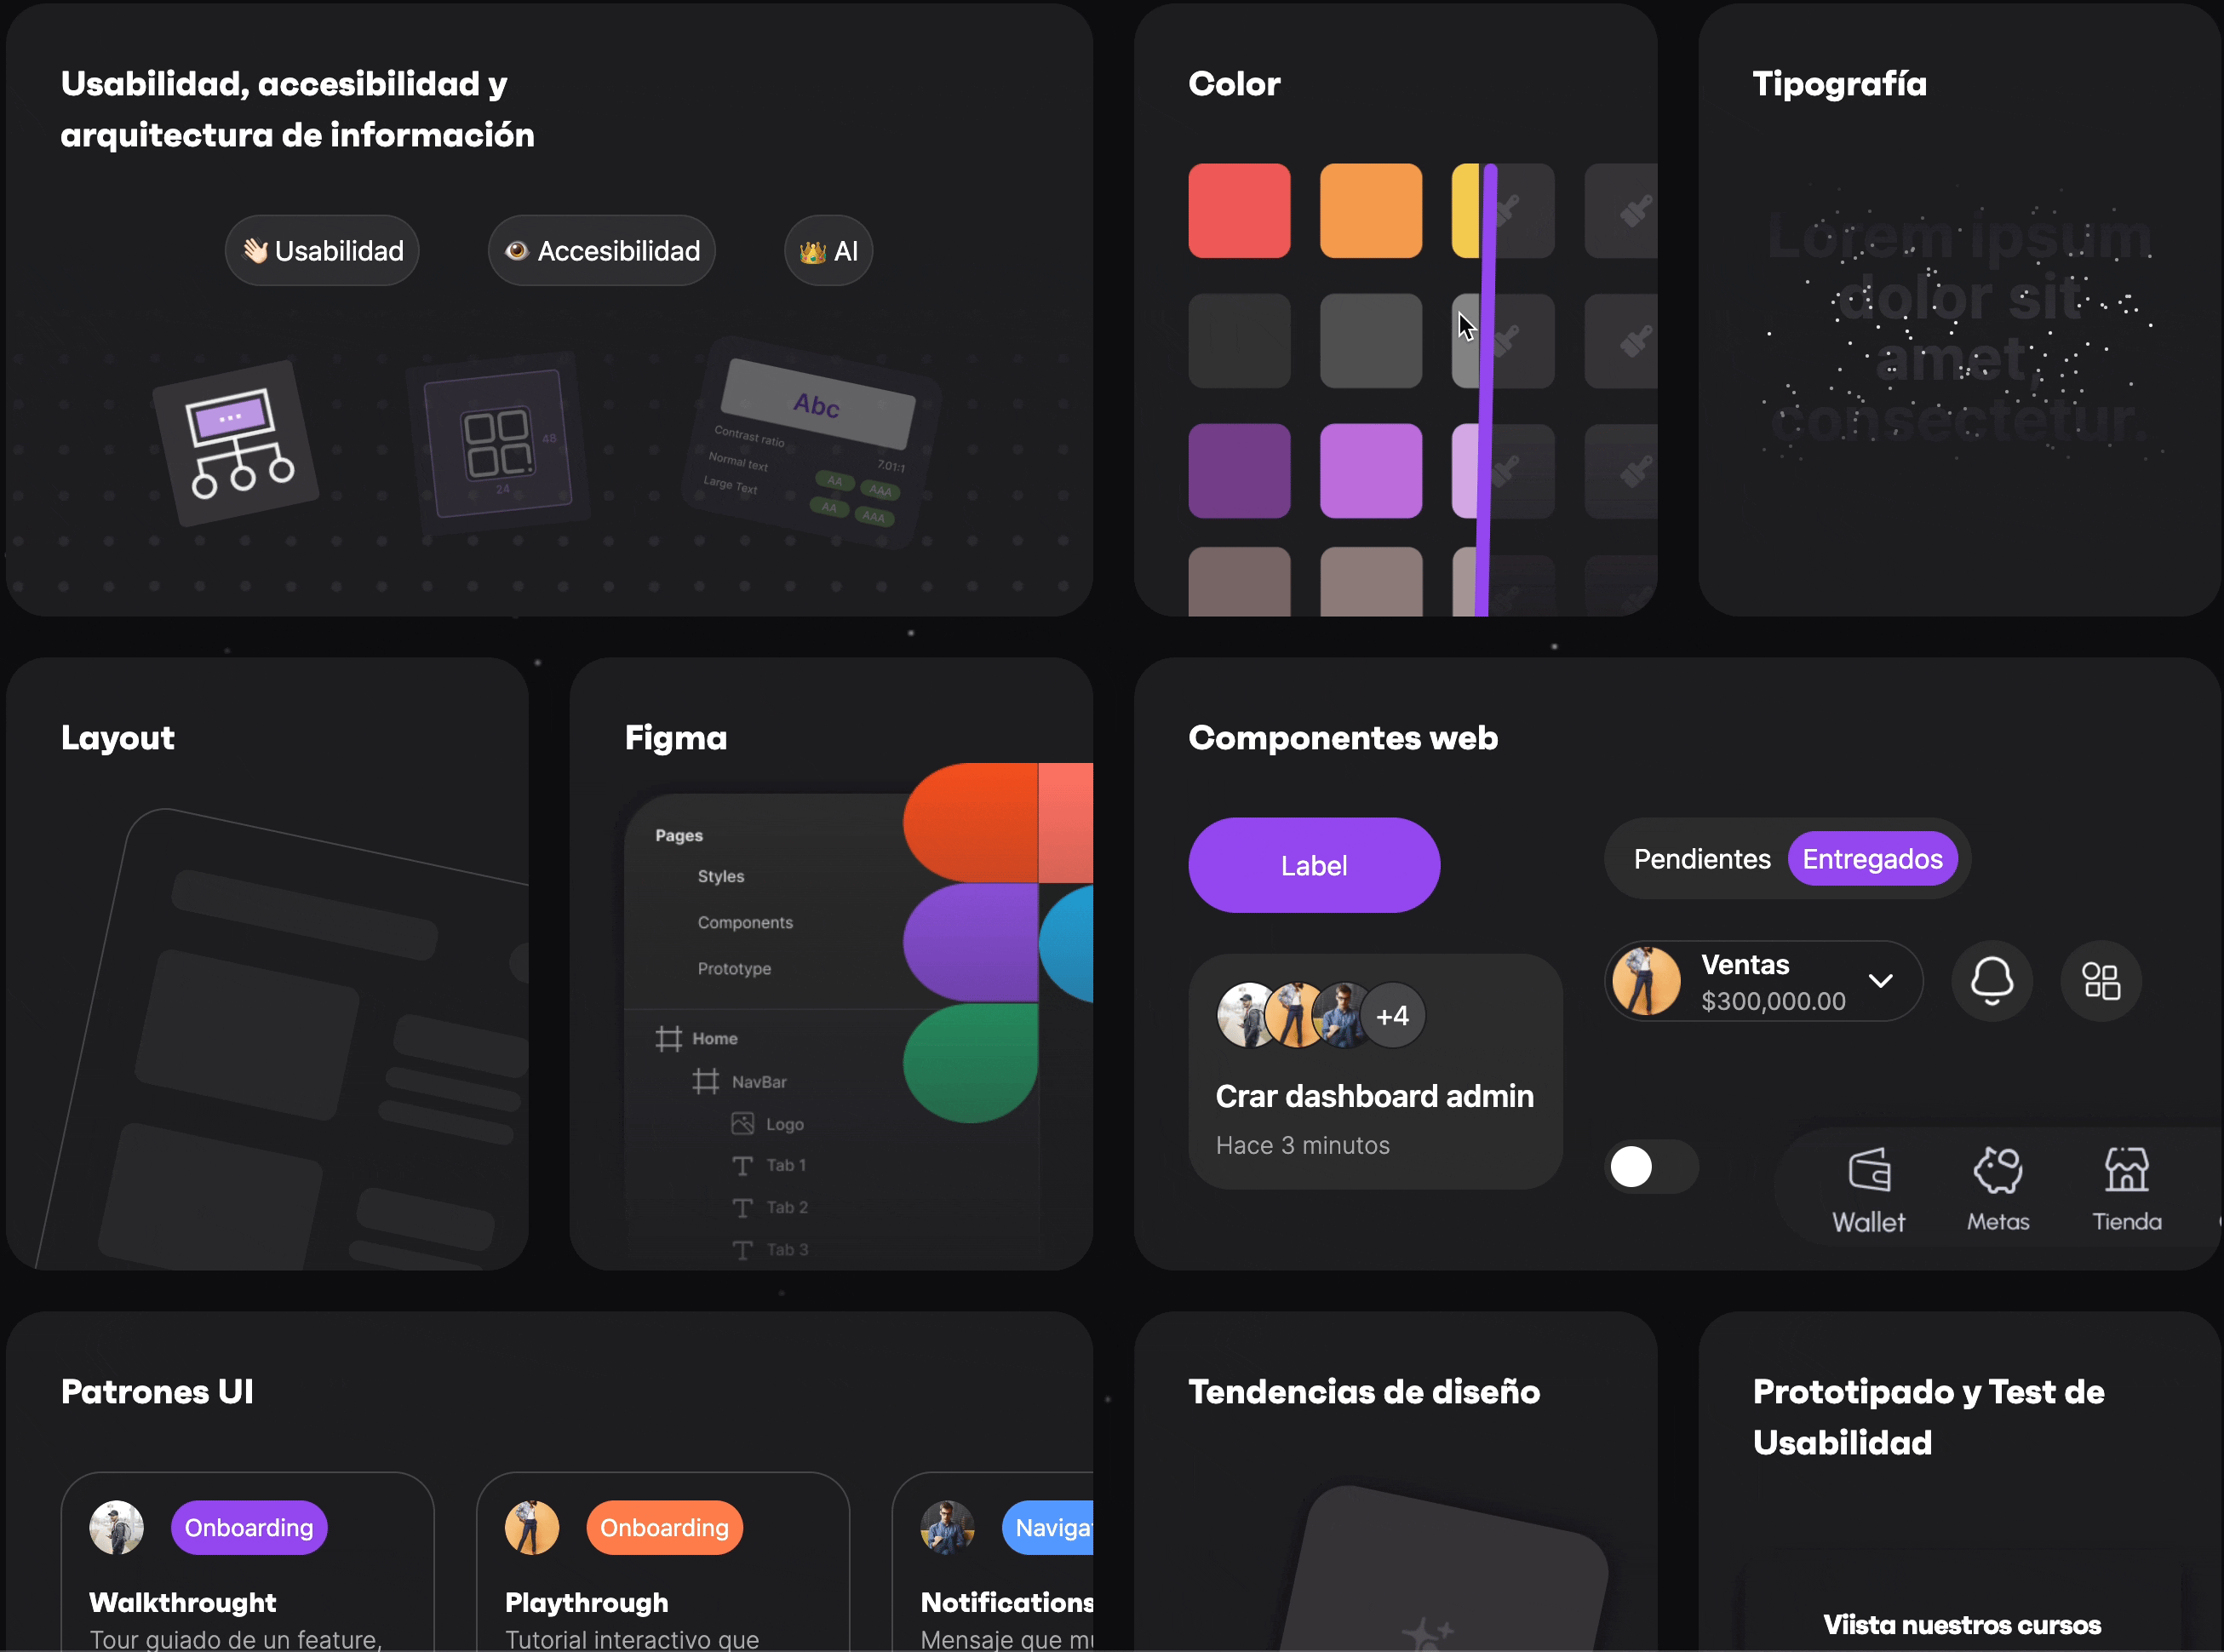 Usabilidad, accesibilidad y
arquitectura de información
👋🏻 Usabilidad
👁️ Accesibilidad
👑 AI
48
24
Abc
Contrast ratio
7.01:1
Normal text
AA AAA
Large Text
AA AAA
Color
Tipografía
Lorem ipsum
dolor sit
amet,
consectetur.
Layout
Figma
Pages
Styles
Components
Prototype
Home
NavBar
Logo
Tab 1
Tab 2
Tab 3
Componentes web
Label
Pendientes
Entregados
Ventas
$300,000.00
+4
Crar dashboard admin
Hace 3 minutos
Wallet
Metas
Tienda
Patrones UI
Onboarding
Walkthrought
Tour guiado de un feature,
Onboarding
Playthrough
Tutorial interactivo que
Navigat
Notifications
Mensaje que mu
Tendencias de diseño
Prototipado y Test de
Usabilidad
Viista nuestros cursos